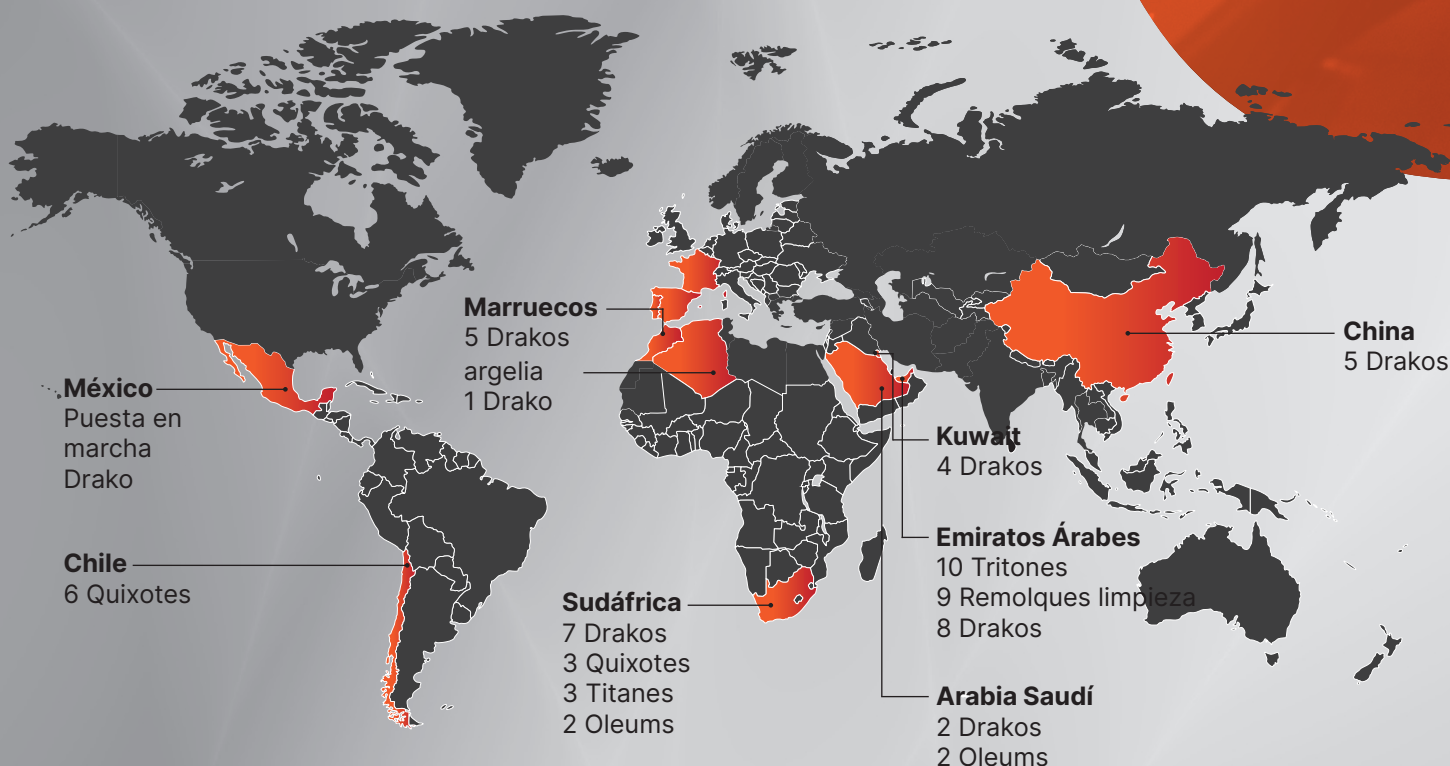 Marruecos
5 Drakos
argelia
1 Drako
China
5 Drakos
México
Puesta en
marcha
Drako
Kuwait
4 Drakos
Chile
6 Quixotes
Emiratos Árabes
10 Tritones
9 Remolques limpieza
8 Drakos
Sudáfrica
7 Drakos
3 Quixotes
3 Titanes
2 Oleums
Arabia Saudí
2 Drakos
2 Oleums